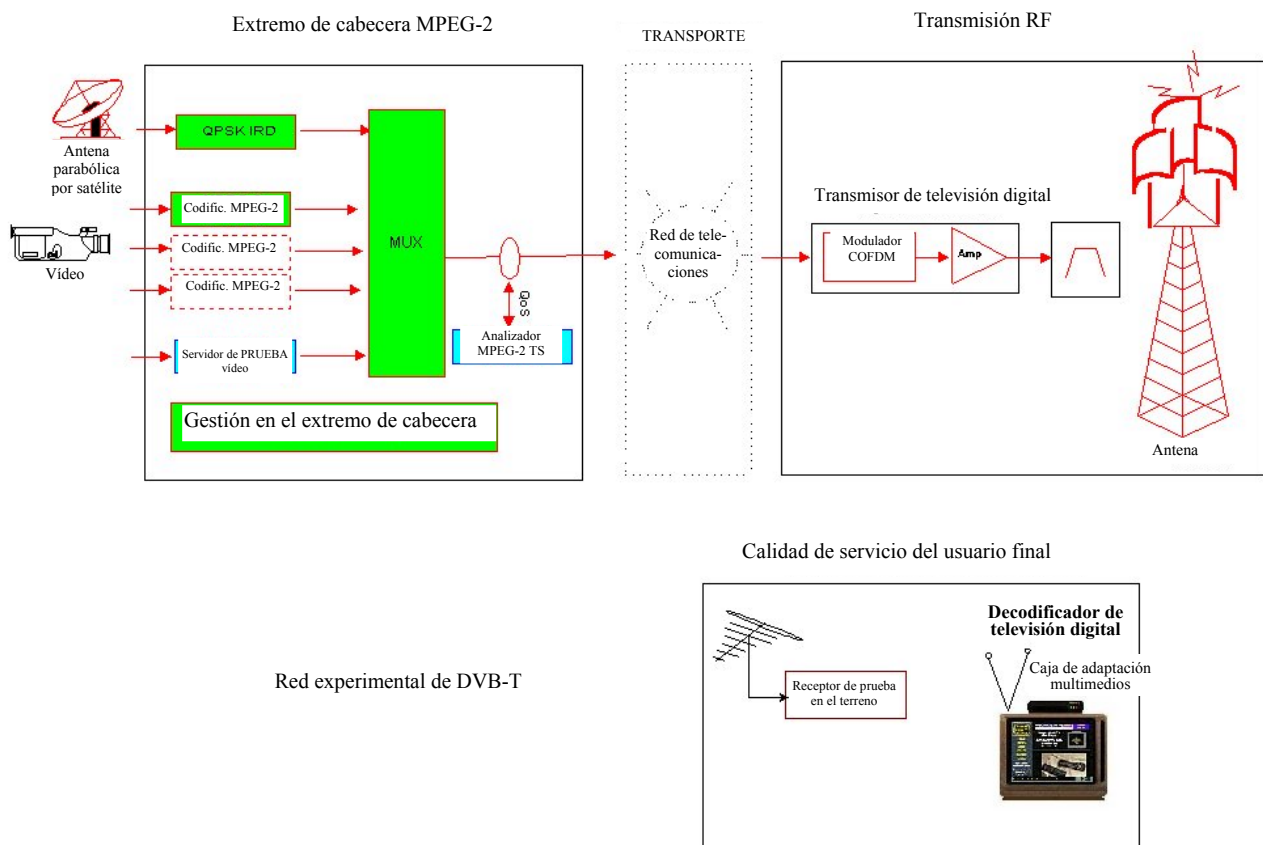 Extremo de cabecera MPEG-2
TRANSPORTE
Transmisión RF
Antena
parabólica
por satélite
QPSK IRD
Codific. MPEG-2
Codific. MPEG-2
Codific. MPEG-2
Vídeo
Servidor de PRUEBA
vídeo
MUX
QoS
Analizador
MPEG-2 TS
Gestión en el extremo de cabecera
Red de tele-
comunica-
ciones
Transmisor de televisión digital
Modulador
COFDM
Amp
Antena
Calidad de servicio del usuario final
Red experimental de DVB-T
Receptor de prueba
en el terreno
Decodificador de
televisión digital
Caja de adaptación
multimedios